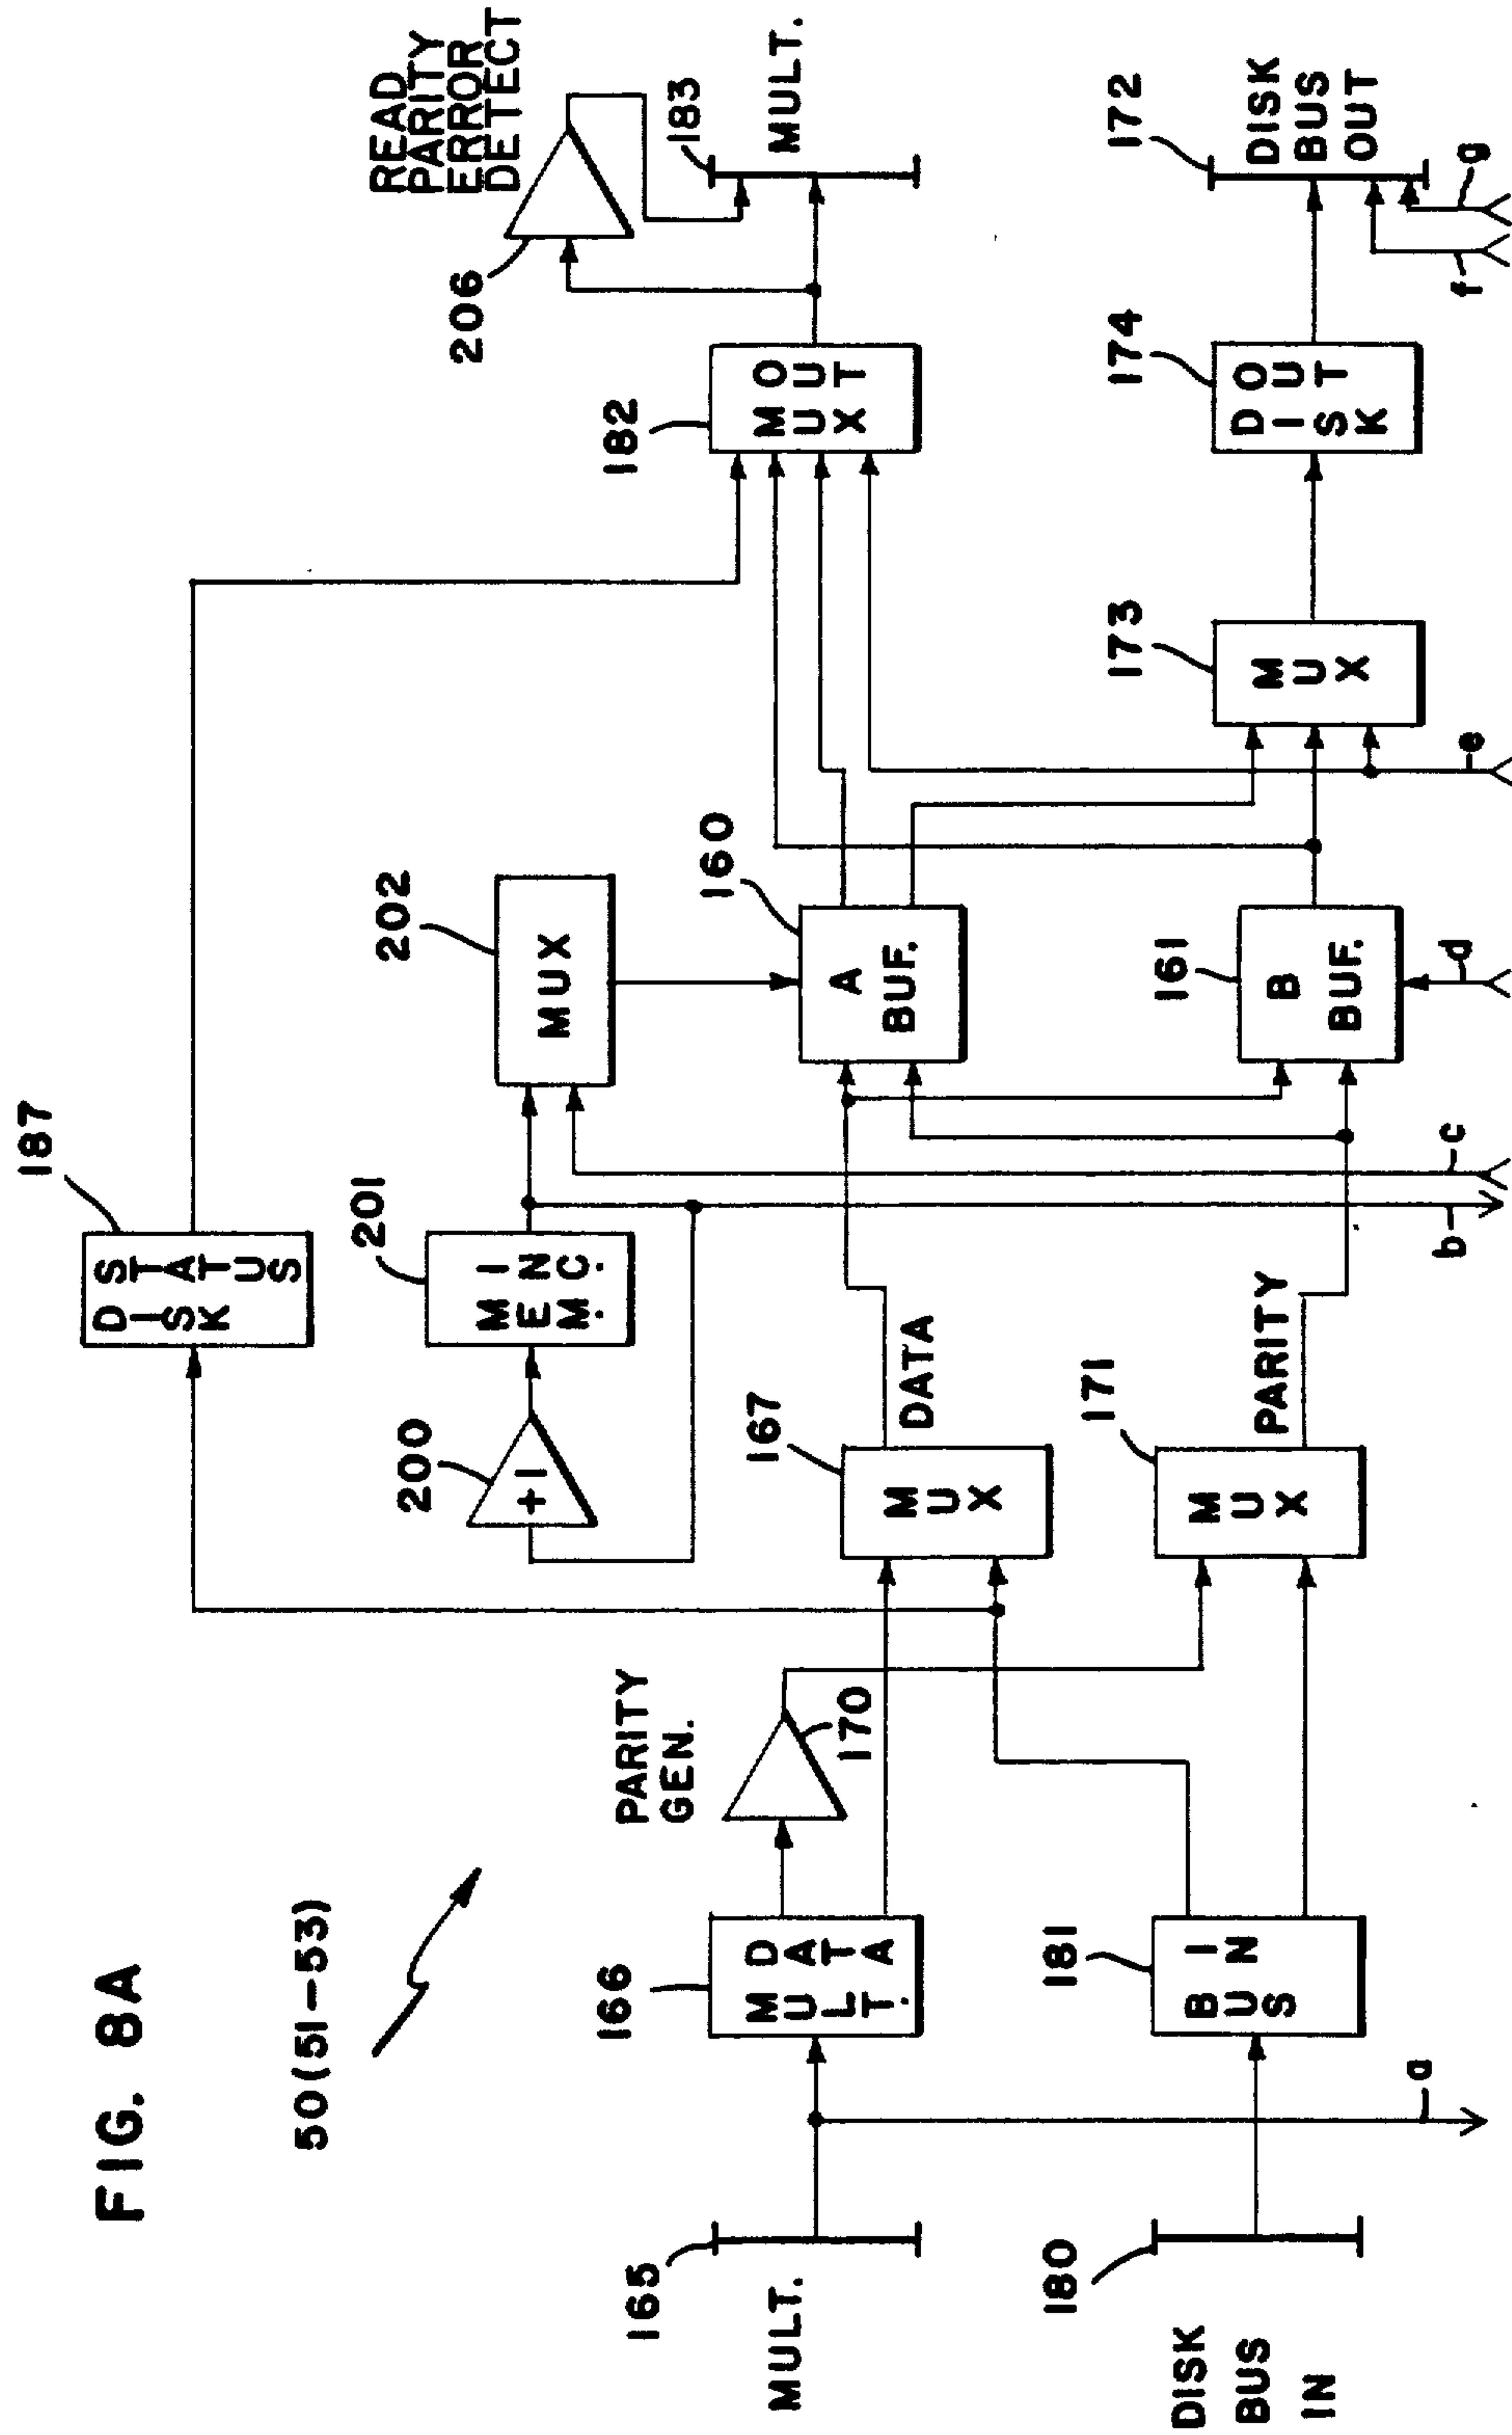 FIG. 8A
50(51-53)
187
STATUS
DISK
READ
PARITY
ERROR
DETECT
202
201
200
+1
INC.
MEM.
MUX
206
183
MULT.
182
OUT
MUX
160
A
BUF.
PARITY
GEN.
170
167
MUX
DATA
166
DATA
MULT.
165
MULT.
172
DISK
BUS
OUT
174
OUT
DISK
173
MUX
161
B
BUF.
171
MUX
PARITY
181
IN
BUS
180
DISK
BUS
IN
a
b
c
d
e
f
g